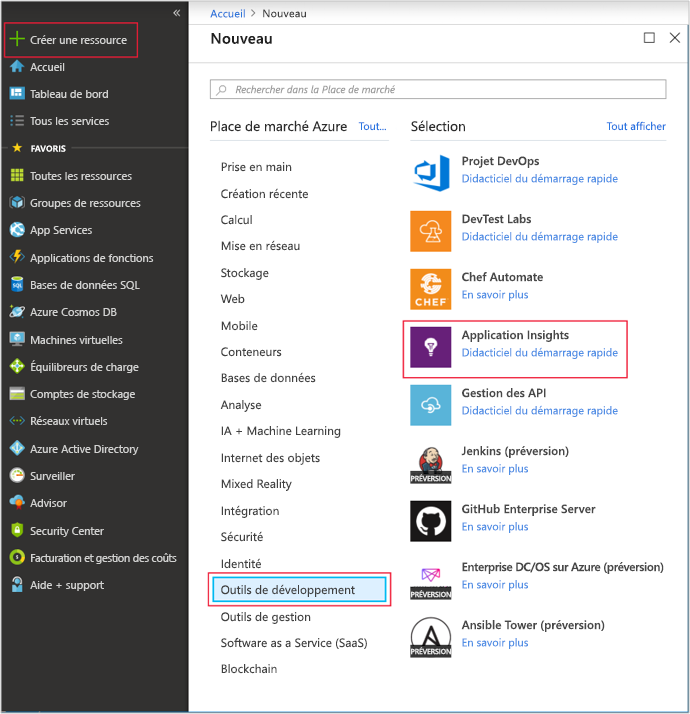 «
Créer une ressource
Accueil
Tableau de bord
Tous les services
FAVORIS
Toutes les ressources
Groupes de ressources
App Services
Applications de fonctions
Bases de données SQL
Azure Cosmos DB
Machines virtuelles
Équilibreurs de charge
Comptes de stockage
Réseaux virtuels
Azure Active Directory
Surveiller
Advisor
Security Center
Facturation et gestion des coûts
Aide + support
Accueil > Nouveau
Nouveau
Rechercher dans la Place de marché
Place de marché Azure Tout...
Prise en main
Création récente
Calcul
Mise en réseau
Stockage
Web
Mobile
Conteneurs
Bases de données
Analyse
IA + Machine Learning
Internet des objets
Mixed Reality
Intégration
Sécurité
Identité
Outils de développement
Outils de gestion
Software as a Service (SaaS)
Blockchain
Sélection Tout afficher
Projet DevOps
Didacticiel du démarrage rapide
DevTest Labs
Didacticiel du démarrage rapide
CHEF
Chef Automate
En savoir plus
Application Insights
Didacticiel du démarrage rapide
Gestion des API
Didacticiel du démarrage rapide
PRÉVERSION
Jenkins (préversion)
En savoir plus
GitHub Enterprise Server
En savoir plus
PRÉVERSION
Enterprise DC/OS sur Azure (préversion)
En savoir plus
PRÉVERSION
Ansible Tower (préversion)
En savoir plus